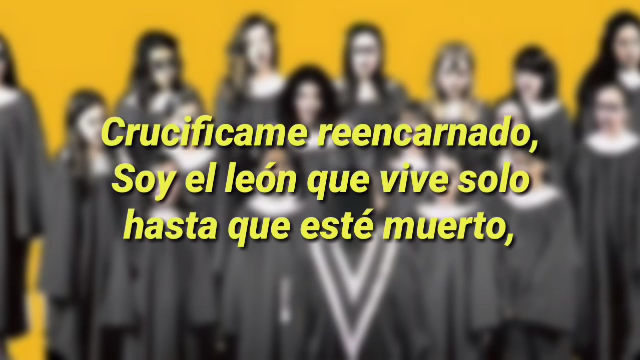 Crucificame reencarnado,
Soy el león que vive solo
hasta que esté muerto,